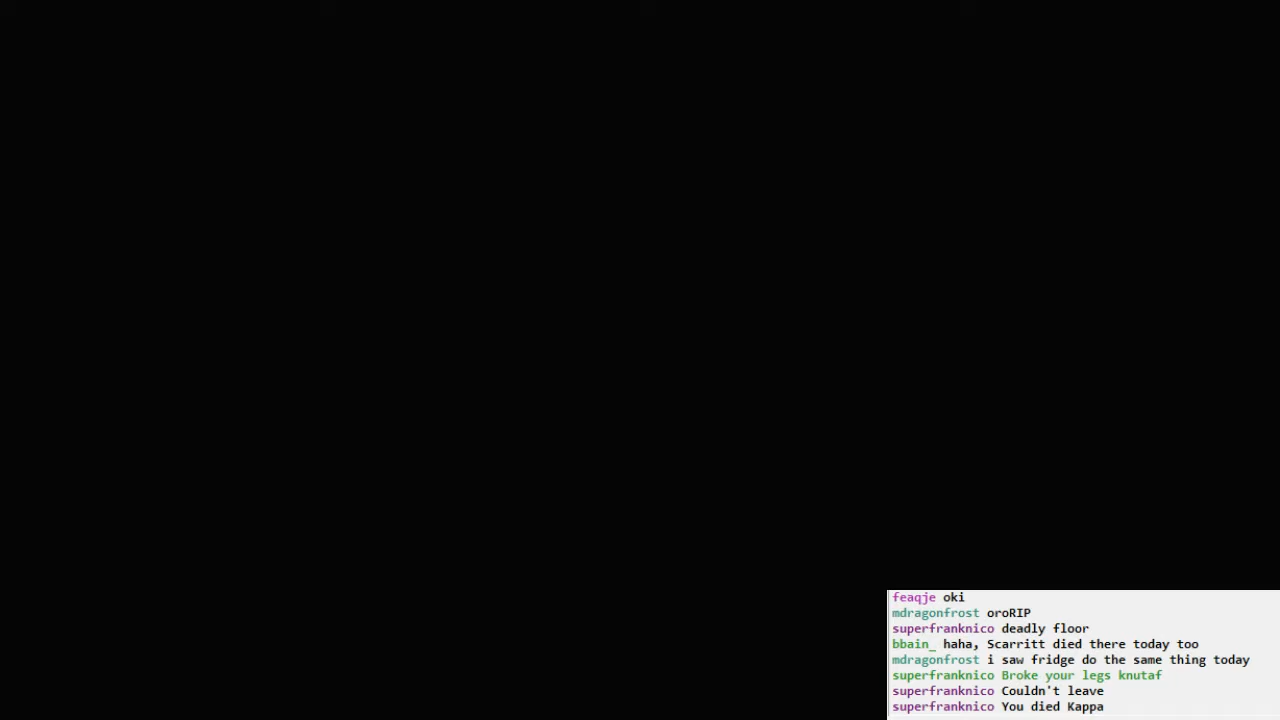 feaqje oki
mdragonfrost oroRIP
superfranknico deadly floor
bbain_ haha, Scarritt died there today too
mdragonfrost i saw fridge do the same thing today
superfranknico Broke your legs knutaf
superfranknico Couldn't leave
superfranknico You died Kappa